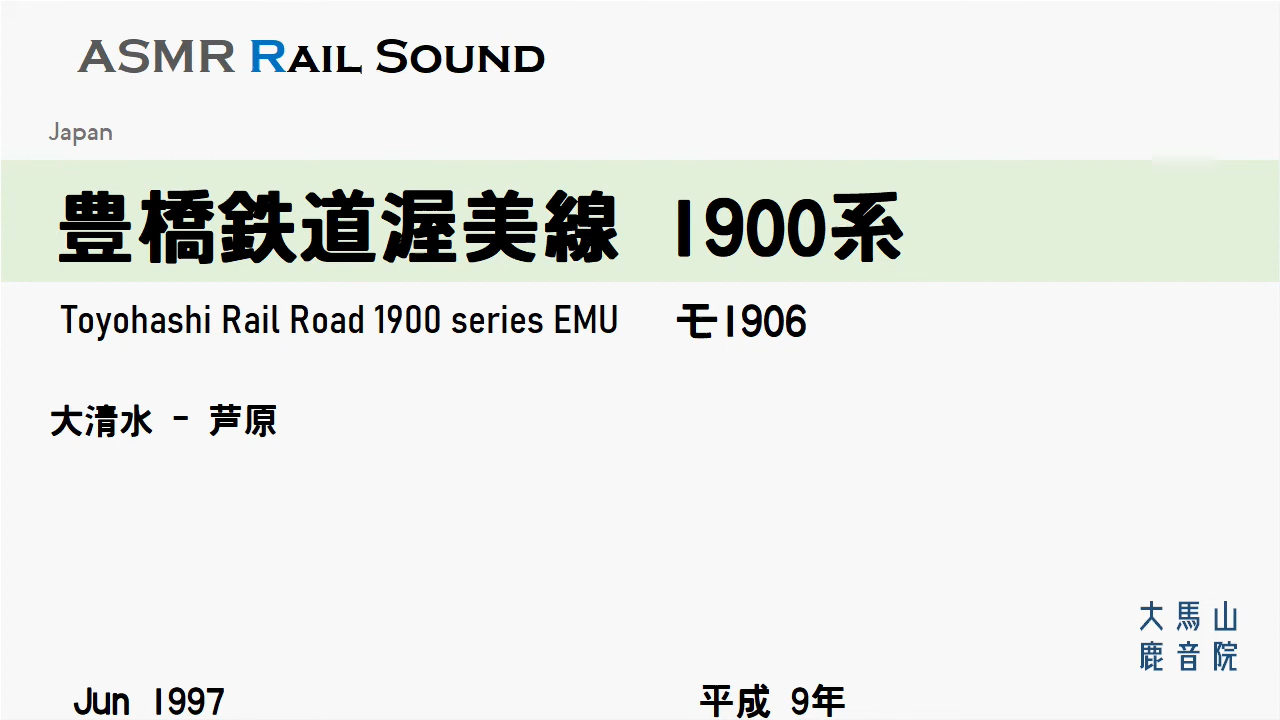 ASMR RAIL SOUND
Japan
豊橋鉄道渥美線 1900系
Toyohashi Rail Road 1900 series EMU モ1906
大清水 - 芦原
大馬山
鹿音院
Jun 1997 平成 9年